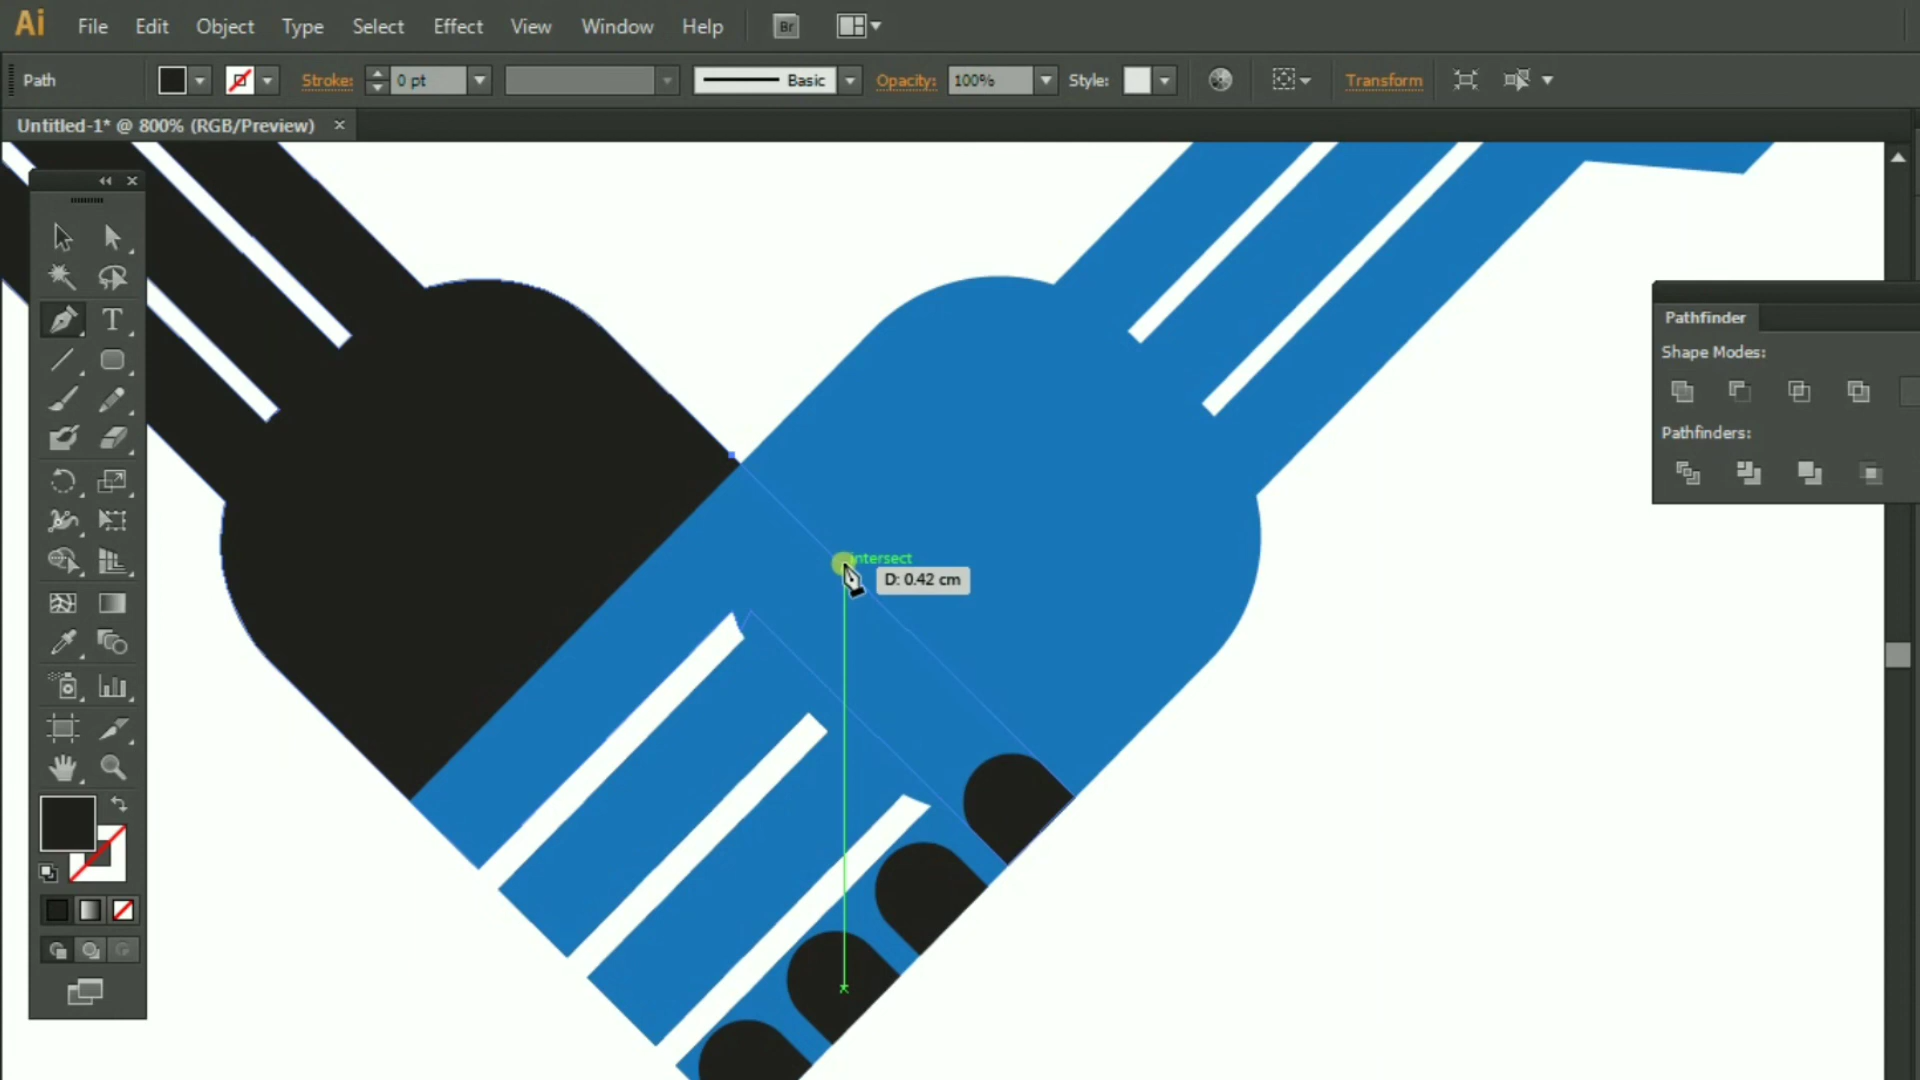 Ai File Edit Object Type Select Effect View Window Help Br
Path Stroke: 0 pt Basic Opacity: 100% Style: Transform
Untitled-1* @ 800% (RGB/Preview) ×
Pathfinder
Shape Modes:
Pathfinders:
T
intersect
D: 0.42 cm